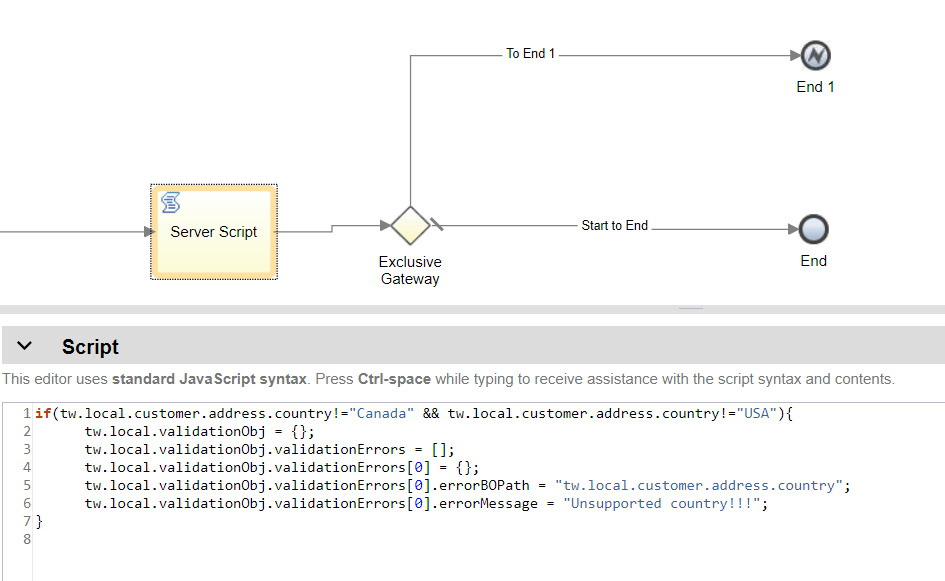 To End 1
End 1
Server Script
Start to End
Exclusive
Gateway
End
Script
This editor uses standard JavaScript syntax. Press Ctrl-space while typing to receive assistance with the script syntax and contents.
1 if(tw.local.customer.address.country!="Canada" && tw.local.customer.address.country!="USA"){
2 tw.local.validationObj = {};
3 tw.local.validationObj.validationErrors = [];
4 tw.local.validationObj.validationErrors[0] = {};
5 tw.local.validationObj.validationErrors[0].errorBOPath = "tw.local.customer.address.country";
6 tw.local.validationObj.validationErrors[0].errorMessage = "Unsupported country!!!";
7 }
8